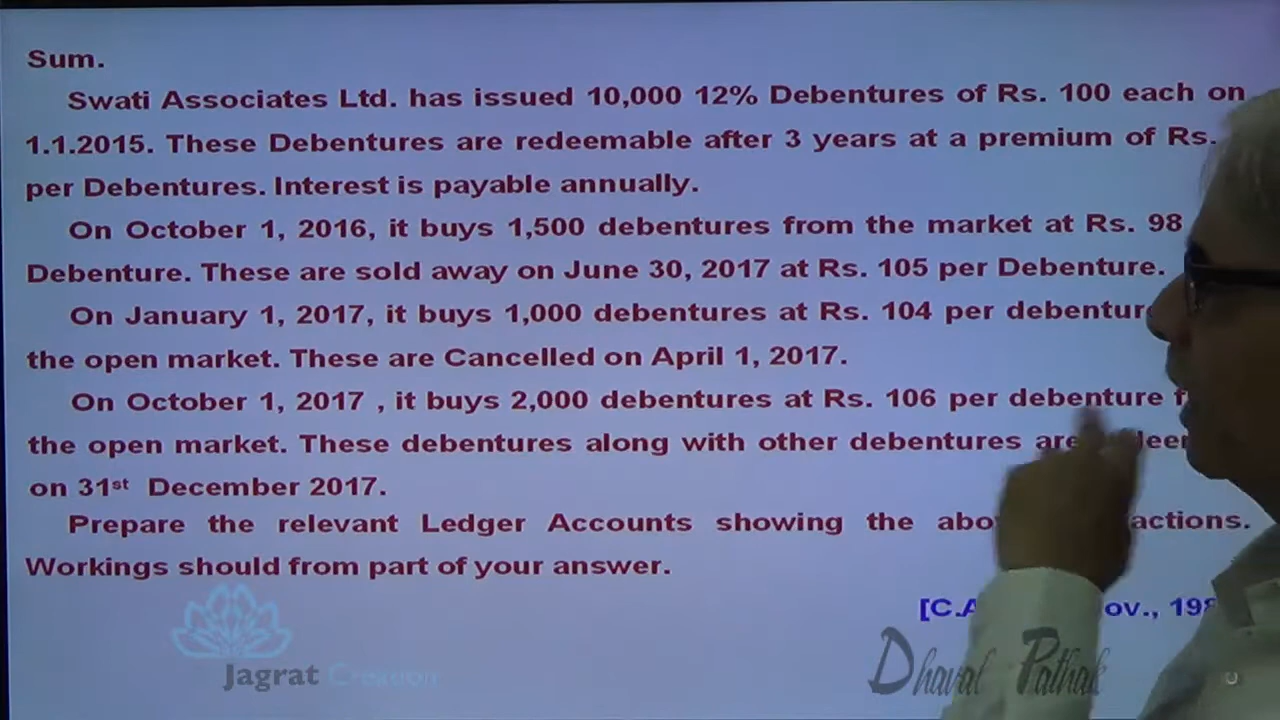 Sum.
Swati Associates Ltd. has issued 10,000 12% Debentures of Rs. 100 each on
1.1.2015. These Debentures are redeemable after 3 years at a premium of Rs.
per Debentures. Interest is payable annually.
On October 1, 2016, it buys 1,500 debentures from the market at Rs. 98
Debenture. These are sold away on June 30, 2017 at Rs. 105 per Debenture.
On January 1, 2017, it buys 1,000 debentures at Rs. 104 per
the open market. These are Cancelled on April 1, 2017.
On October 1, 2017 , it buys 2,000 debentures at Rs. 106 per debenture
the open market. These debentures along with other debentures are
on 31st December 2017.
Prepare the relevant Ledger Accounts showing the
Workings should from part of your answer.
Jagrat Creation
Dhaval Pathak